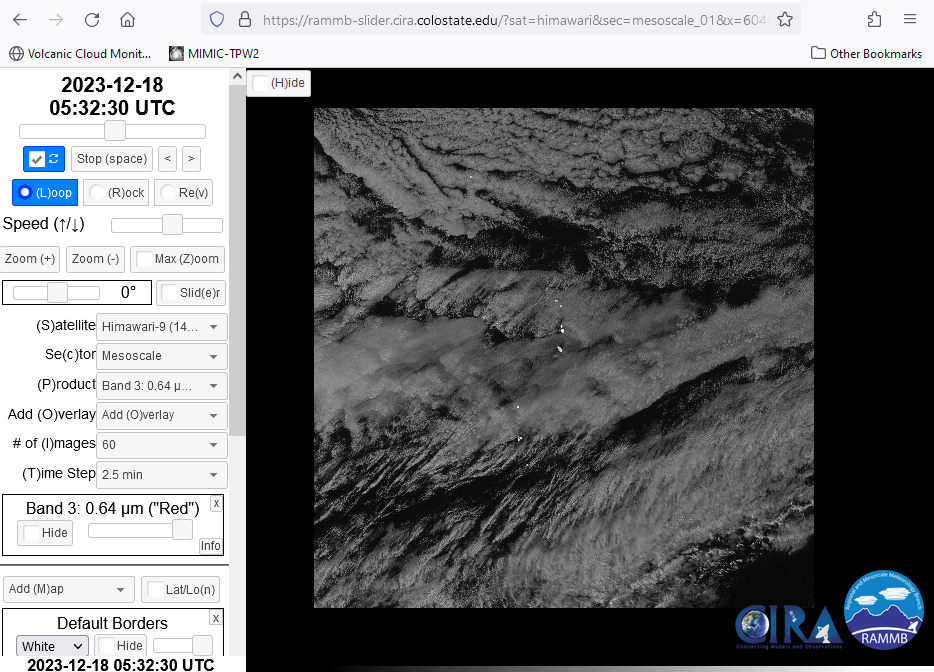 https://rammb-slider.cira.colostate.edu/?sat=himawari&sec=mesoscale_01&x=604
Volcanic Cloud Monit...
MIMIC-TPW2
Other Bookmarks
2023-12-18
05:32:30 UTC
(H)ide
Stop (space)
<
>
(L)oop
(R)ock
Re(v)
Speed (↑/↓)
Zoom (+)
Zoom (-)
Max (Z)oom
0°
Slid(e)r
(S)atellite
Himawari-9 (14...
Se(c)tor
Mesoscale
(P)roduct
Band 3: 0.64 µ...
Add (O)verlay
Add (O)verlay
# of (I)mages
60
(T)ime Step
2.5 min
Band 3: 0.64 µm ("Red")
X
Hide
Info
Add (M)ap
Lat/Lo(n)
Default Borders
X
White
Hide
2023-12-18 05:32:30 UTC
CIRA
Connecting Models and Observations
Regional and Mesoscale Meteorology Branch
RAMMB